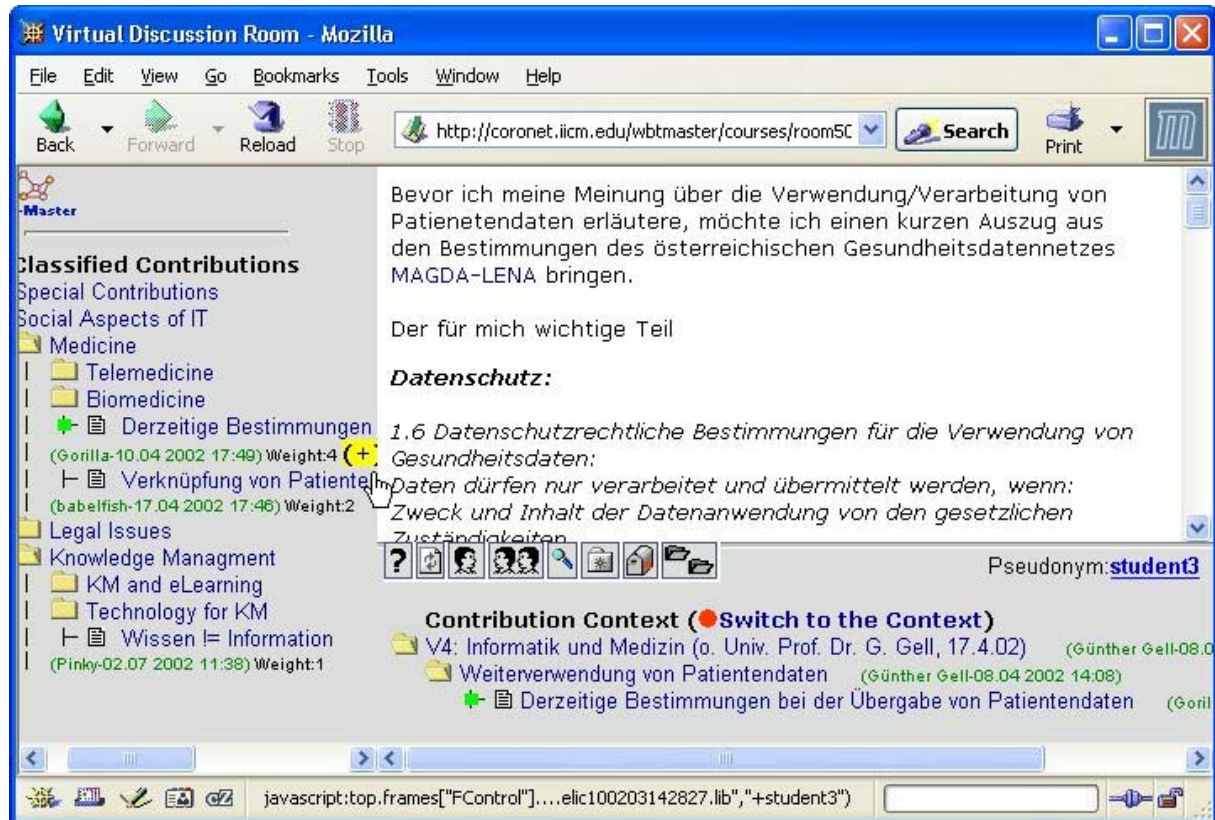 Virtual Discussion Room - Mozilla
File Edit View Go Bookmarks Tools Window Help
Back Forward Reload Stop http://coronet.iicm.edu/wbtmaster/courses/room50 Search Print
-Master
Classified Contributions
Special Contributions
Social Aspects of IT
Medicine
Telemedicine
Biomedicine
Derzeitige Bestimmungen
(Gorilla-10.04 2002 17:49) Weight:4 (+)
Verknüpfung von Patiente
(babelfish-17.04 2002 17:46) Weight:2
Legal Issues
Knowledge Managment
KM and eLearning
Technology for KM
Wissen != Information
(Pinky-02.07 2002 11:38) Weight:1
Bevor ich meine Meinung über die Verwendung/Verarbeitung von
Patienetendaten erläutere, möchte ich einen kurzen Auszug aus
den Bestimmungen des österreichischen Gesundheitsdatennetzes
MAGDA-LENA bringen.
Der für mich wichtige Teil
Datenschutz:
1.6 Datenschutzrechtliche Bestimmungen für die Verwendung von
Gesundheitsdaten:
Daten dürfen nur verarbeitet und übermittelt werden, wenn:
Zweck und Inhalt der Datenanwendung von den gesetzlichen
Zuständigkeiten
Pseudonym:student3
Contribution Context (Switch to the Context)
V4: Informatik und Medizin (o. Univ. Prof. Dr. G. Gell, 17.4.02) (Günther Gell-08.0
Weiterverwendung von Patientendaten (Günther Gell-08.04 2002 14:08)
Derzeitige Bestimmungen bei der Übergabe von Patientendaten (Goril
javascript:top.frames["FControl"]....elic100203142827.lib","+student3")